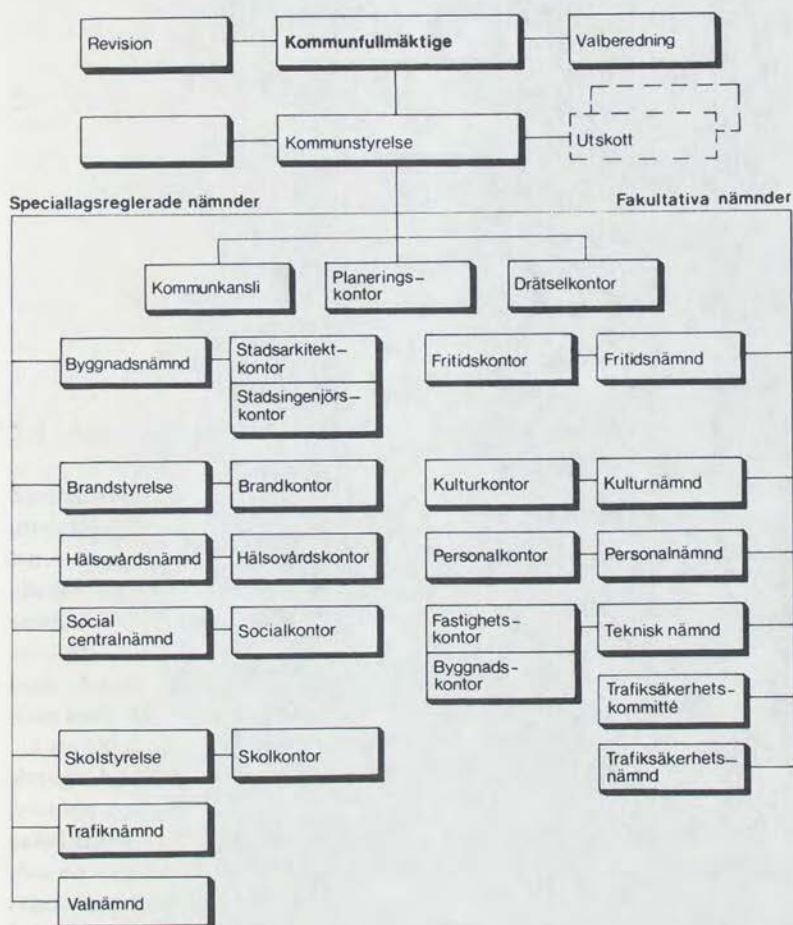 Revision
Kommunfullmäktige
Valberedning
Kommunstyrelse
Utskott
Speciallagsreglerade nämnder
Fakultativa nämnder
Kommunkansli
Planerings-
kontor
Drätselkontor
Byggnadsnämnd
Stadsarkitekt-
kontor
Stadsingenjörs-
kontor
Fritidskontor
Fritidsnämnd
Brandstyrelse
Brandkontor
Kulturkontor
Kulturnämnd
Hälsovårdsnämnd
Hälsovårdskontor
Personalkontor
Personalnämnd
Social
centralnämnd
Socialkontor
Fastighets-
kontor
Byggnads-
kontor
Teknisk nämnd
Trafiksäkerhets-
kommitté
Skolstyrelse
Skolkontor
Trafiksäkerhets-
nämnd
Trafiknämnd
Valnämnd